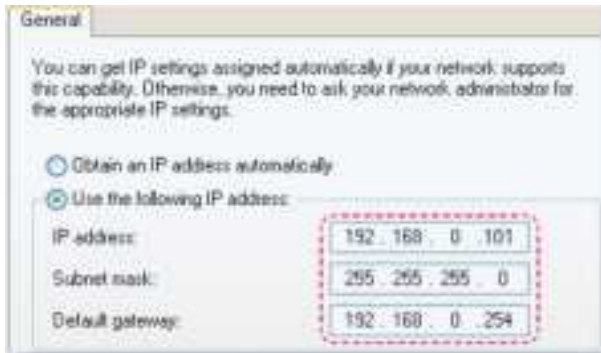 General
You can get IP settings assigned automatically if your network supports
this capability. Otherwise, you need to ask your network administrator for
the appropriate IP settings.
Obtain an IP address automatically
Use the following IP address:
IP address: 192 . 168 . 0 . 101
Subnet mask: 255 . 255 . 255 . 0
Default gateway: 192 . 168 . 0 . 254